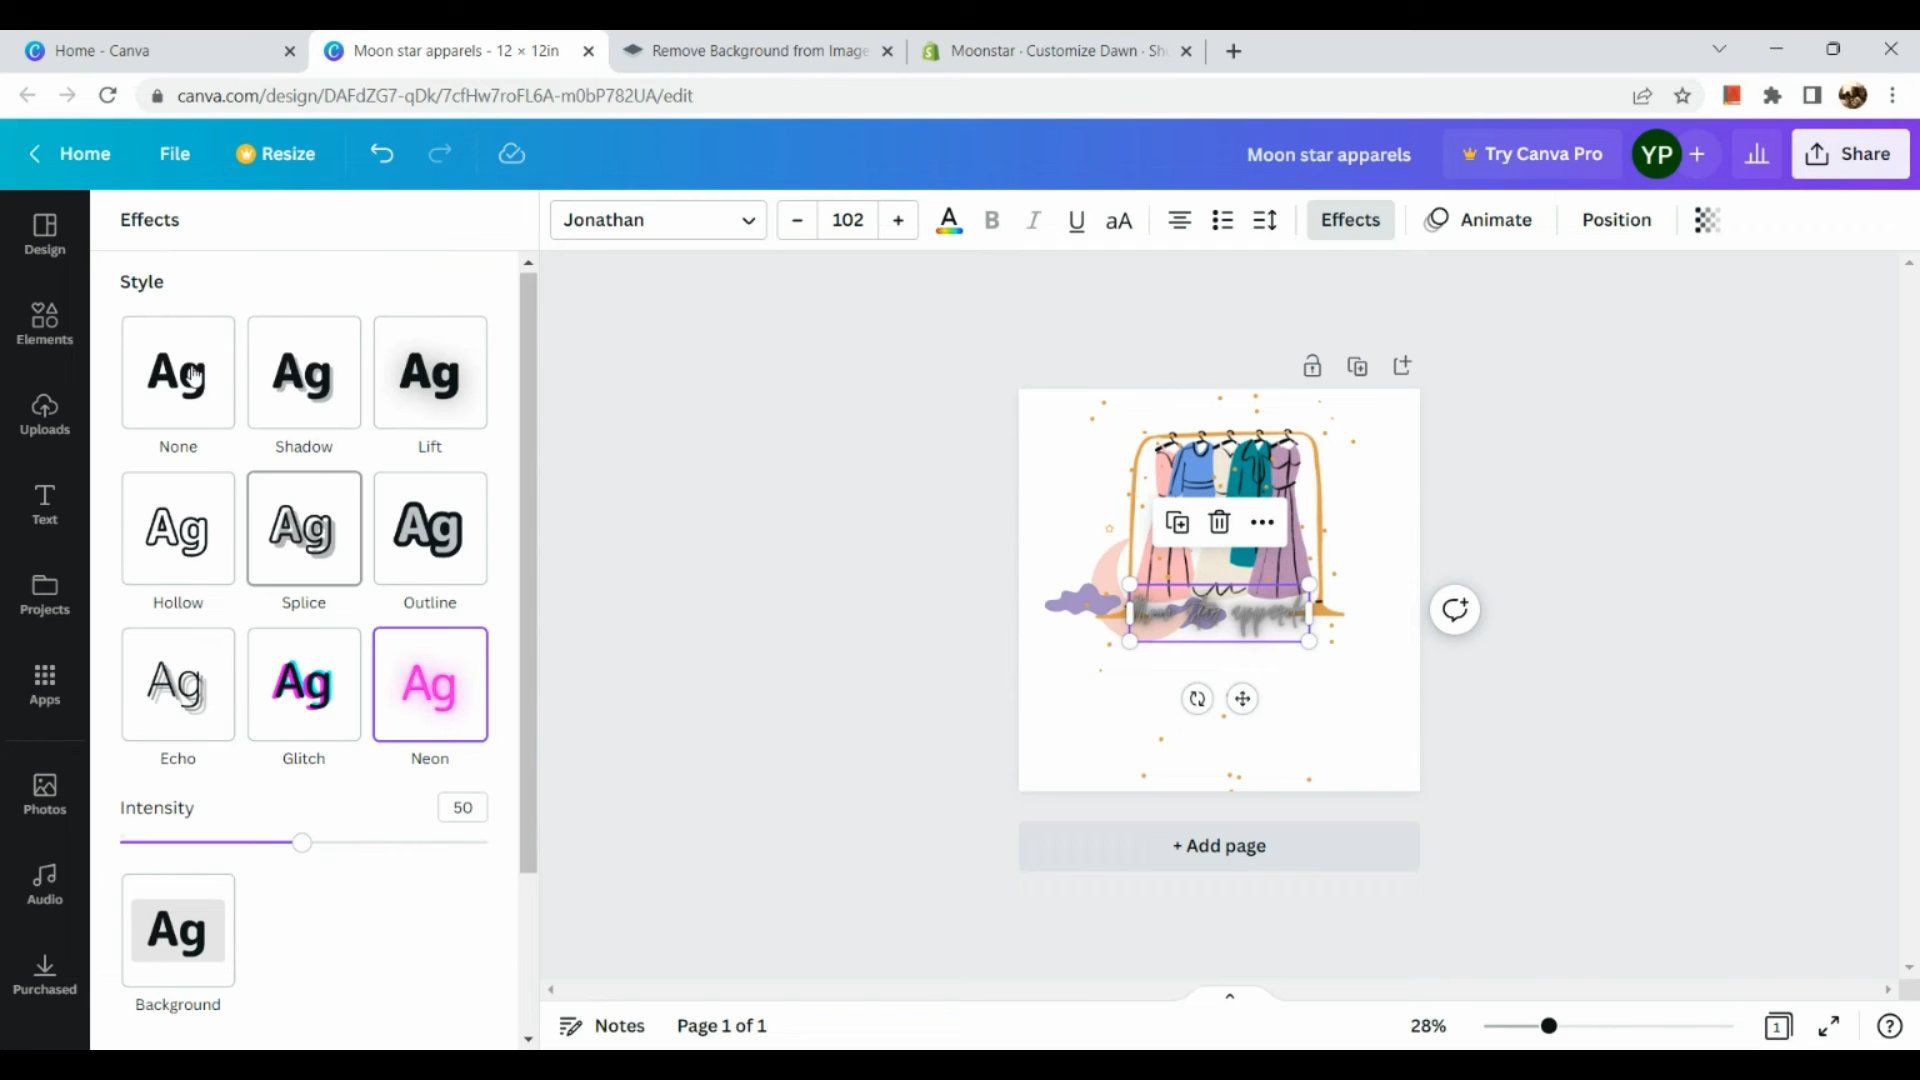 Home - Canva
Moon star apparels - 12 × 12in
Remove Background from Image
Moonstar · Customize Dawn · Sh
canva.com/design/DAFdZG7-qDk/7cfHw7roFL6A-m0bP782UA/edit
Home
File
Resize
Moon star apparels
Try Canva Pro
YP
Share
Design
Elements
Uploads
Text
Projects
Apps
Photos
Audio
Purchased
Effects
Jonathan
102
A
B
I
U
aA
Effects
Animate
Position
Style
Ag
Ag
Ag
None
Shadow
Lift
Ag
Ag
Ag
Hollow
Splice
Outline
Ag
Ag
Ag
Echo
Glitch
Neon
Intensity
50
Ag
Background
+ Add page
Notes
Page 1 of 1
28%
1